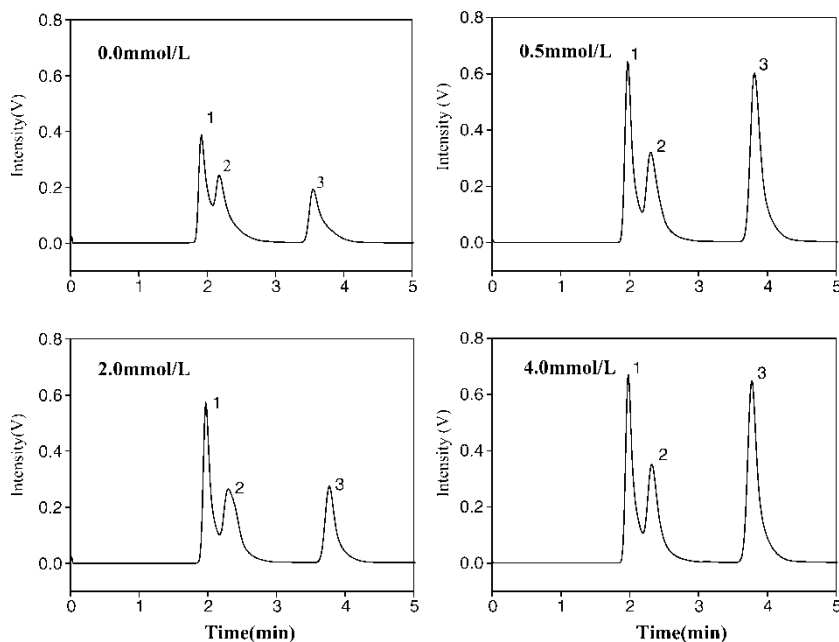 0.8
0.6
0.4
0.2
0.0
Intensity(V)
0.0mmol/L
1
2
3
0 1 2 3 4 5
0.8
0.6
0.4
0.2
0.0
Intensity (V)
0.5mmol/L
1
2
3
0 1 2 3 4 5
0.8
0.6
0.4
0.2
0.0
Intensity(V)
2.0mmol/L
1
2
3
0 1 2 3 4 5
Time(min)
0.8
0.6
0.4
0.2
0.0
Intensity (V)
4.0mmol/L
1
2
3
0 1 2 3 4 5
Time(min)